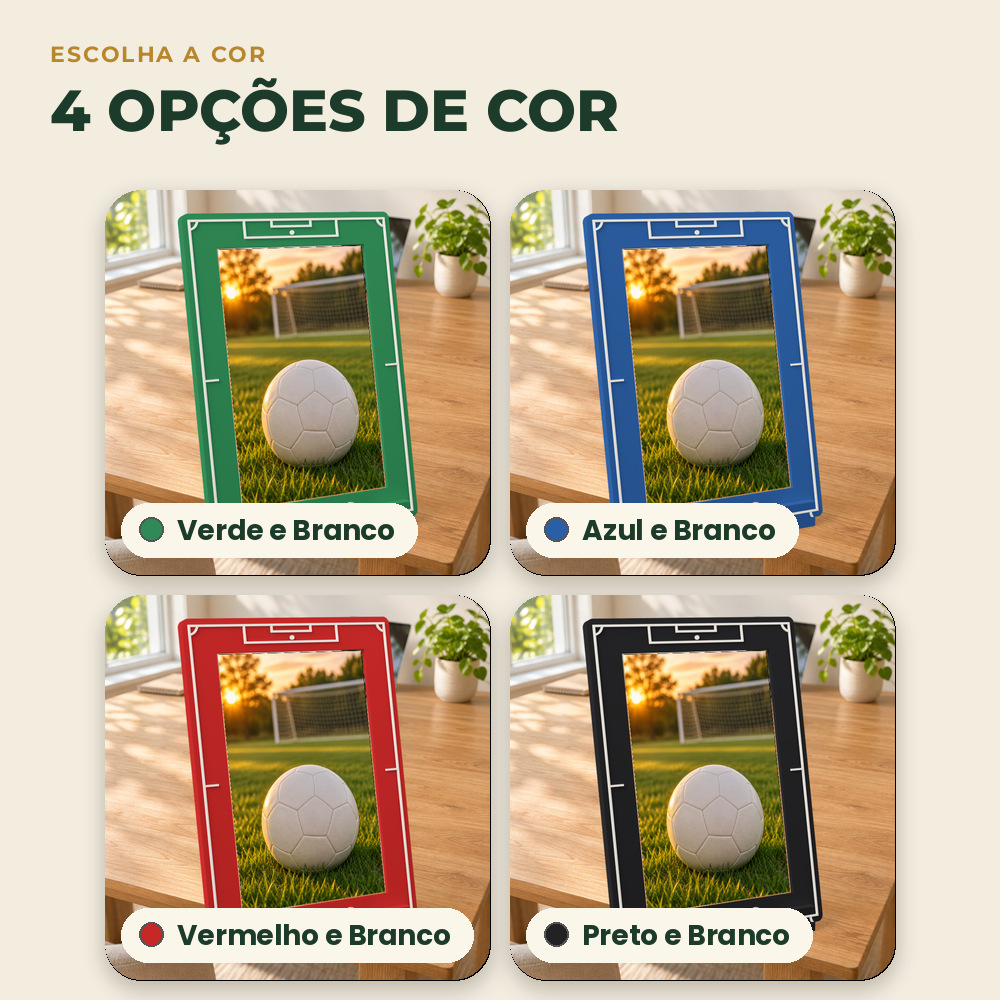 ESCOLHA A COR
4 OPÇÕES DE COR
Verde e Branco
Azul e Branco
Vermelho e Branco
Preto e Branco